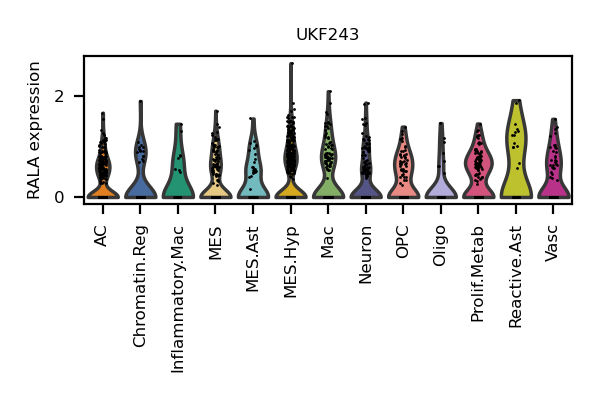 UKF243
RALA expression
2
0
AC
Chromatin.Reg
Inflammatory.Mac
MES
MES.Ast
MES.Hyp
Mac
Neuron
OPC
Oligo
Prolif.Metab
Reactive.Ast
Vasc